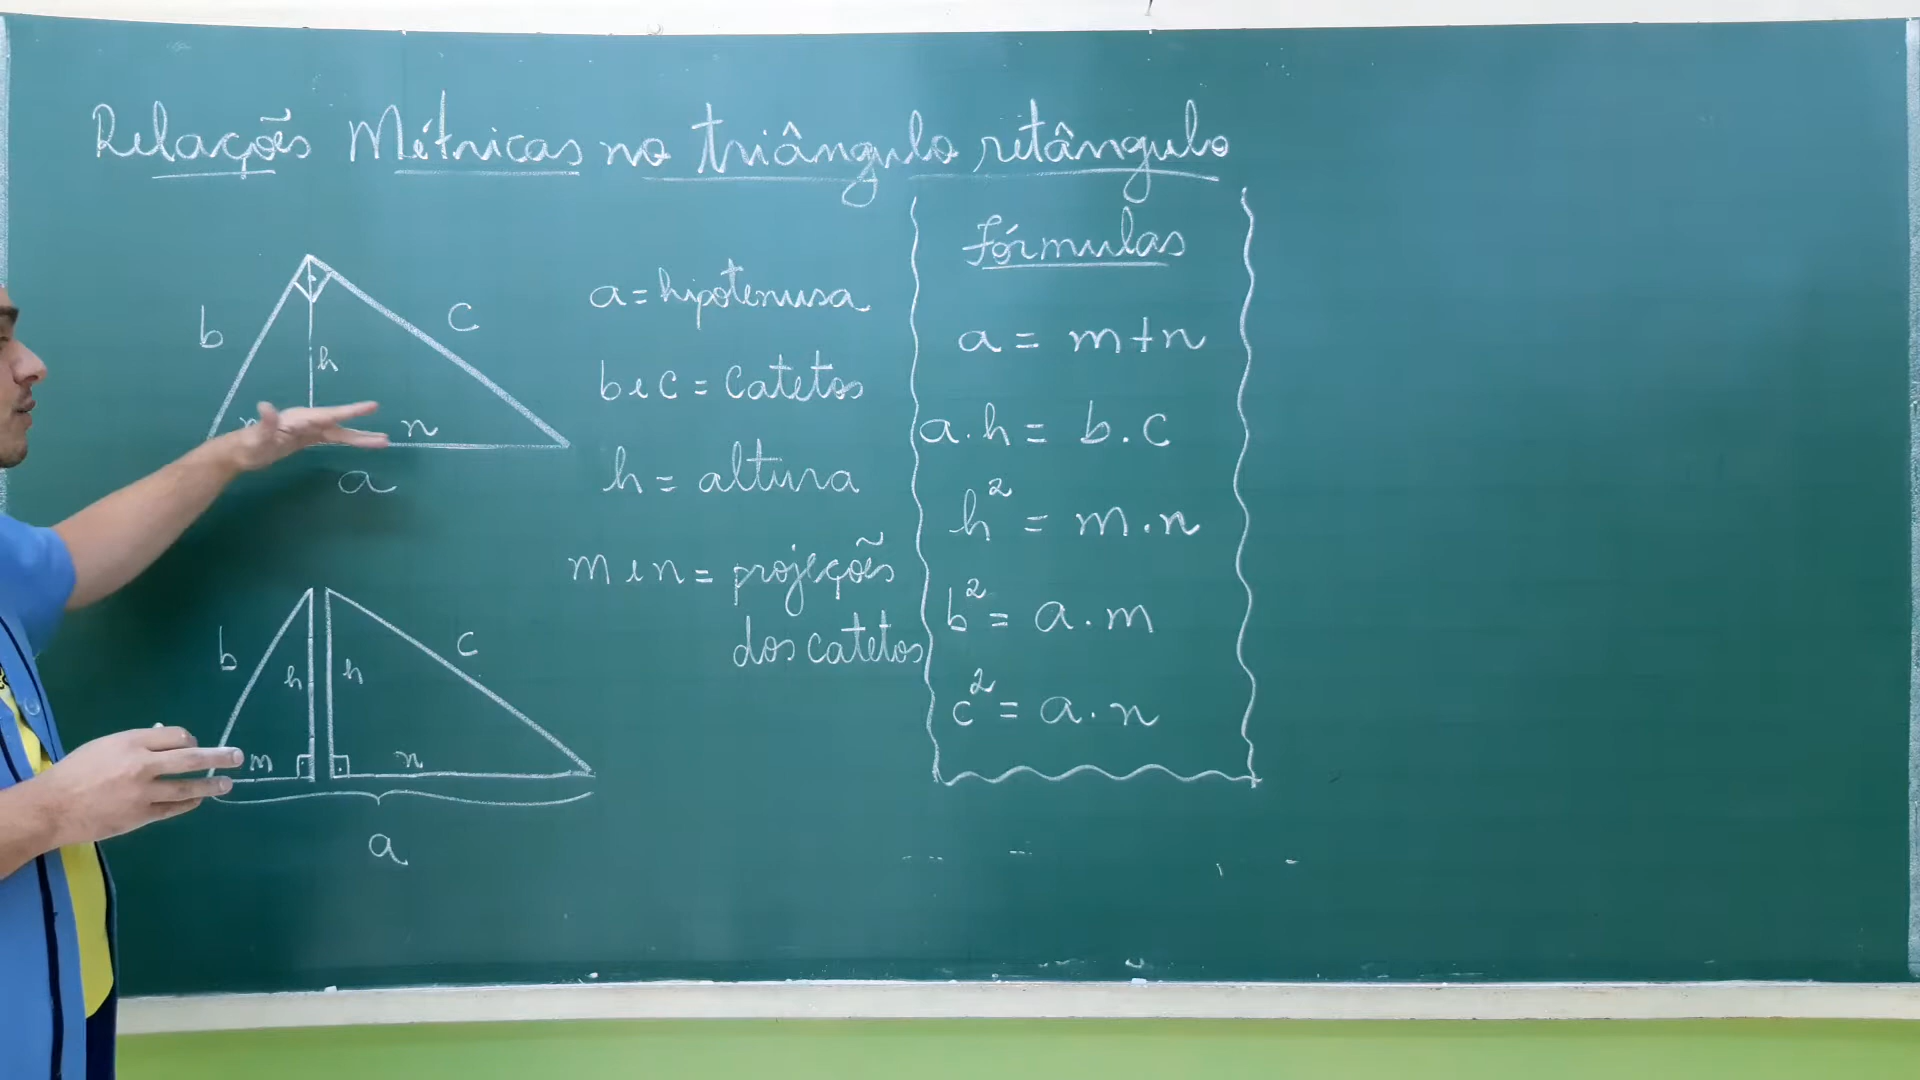 Relações Métricas no triângulo retângulo
b
c
h
n
a
b
c
h
h
m
n
a
a = hipotenusa
b e c = catetos
h = altura
m e n = projeções
dos catetos
fórmulas
a = m + n
a . h = b . c
h² = m . n
b² = a . m
c² = a . n